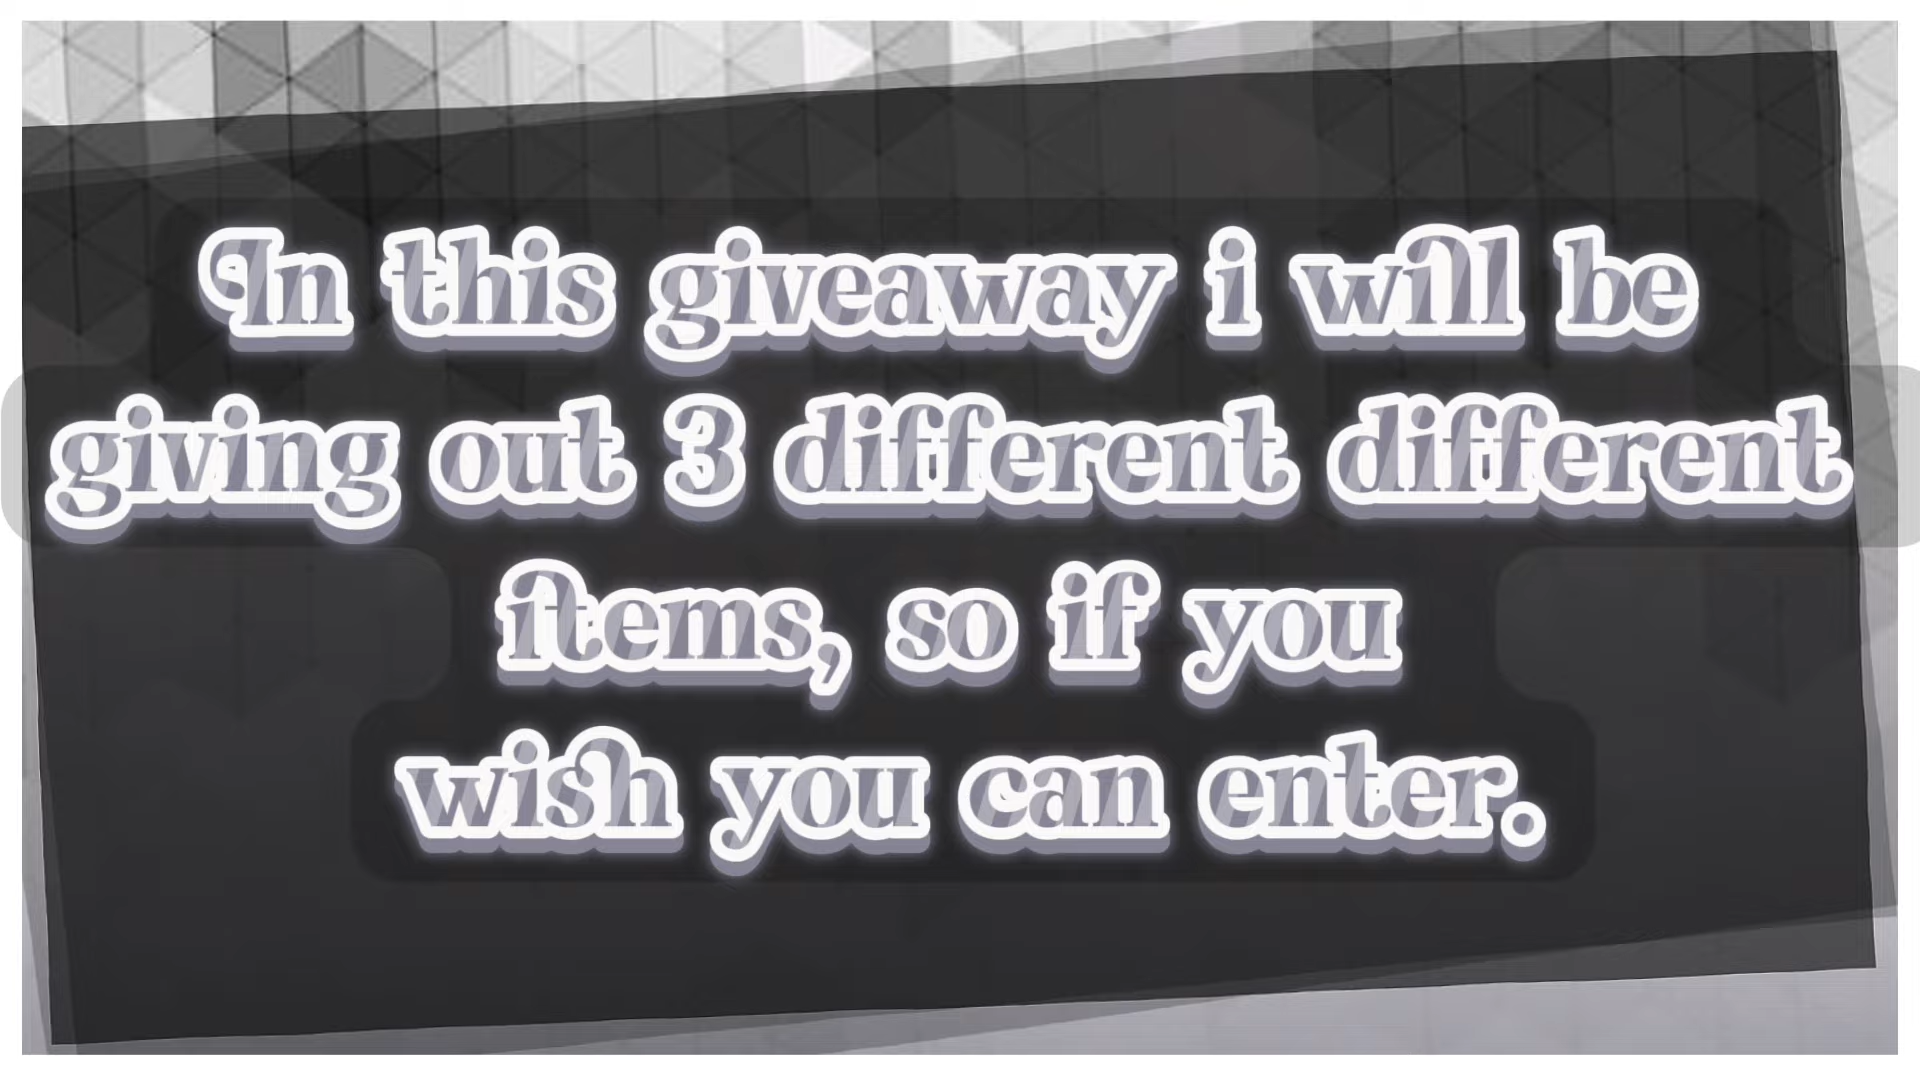 In this giveaway i will be
giving out 3 different different
items, so if you
wish you can enter.